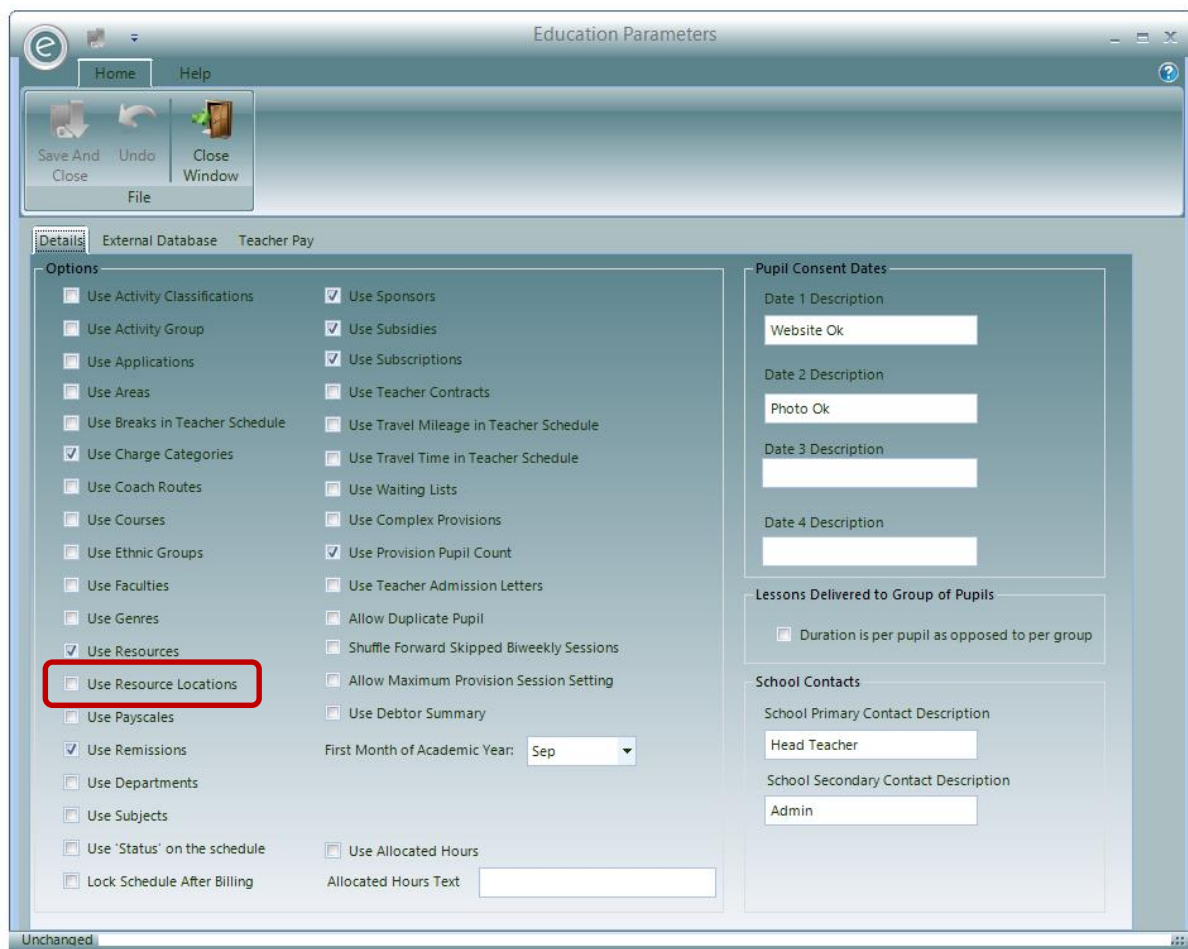 Education Parameters
Home Help
Save And Close
Undo
Close Window
File
Details External Database Teacher Pay
Options
Use Activity Classifications
Use Activity Group
Use Applications
Use Areas
Use Breaks in Teacher Schedule
Use Charge Categories
Use Coach Routes
Use Courses
Use Ethnic Groups
Use Faculties
Use Genres
Use Resources
Use Resource Locations
Use Payscales
Use Remissions
Use Departments
Use Subjects
Use 'Status' on the schedule
Lock Schedule After Billing
Use Sponsors
Use Subsidies
Use Subscriptions
Use Teacher Contracts
Use Travel Mileage in Teacher Schedule
Use Travel Time in Teacher Schedule
Use Waiting Lists
Use Complex Provisions
Use Provision Pupil Count
Use Teacher Admission Letters
Allow Duplicate Pupil
Shuffle Forward Skipped Biweekly Sessions
Allow Maximum Provision Session Setting
Use Debtor Summary
First Month of Academic Year: Sep
Use Allocated Hours
Allocated Hours Text
Pupil Consent Dates
Date 1 Description
Website Ok
Date 2 Description
Photo Ok
Date 3 Description
Date 4 Description
Lessons Delivered to Group of Pupils
Duration is per pupil as opposed to per group
School Contacts
School Primary Contact Description
Head Teacher
School Secondary Contact Description
Admin
Unchanged